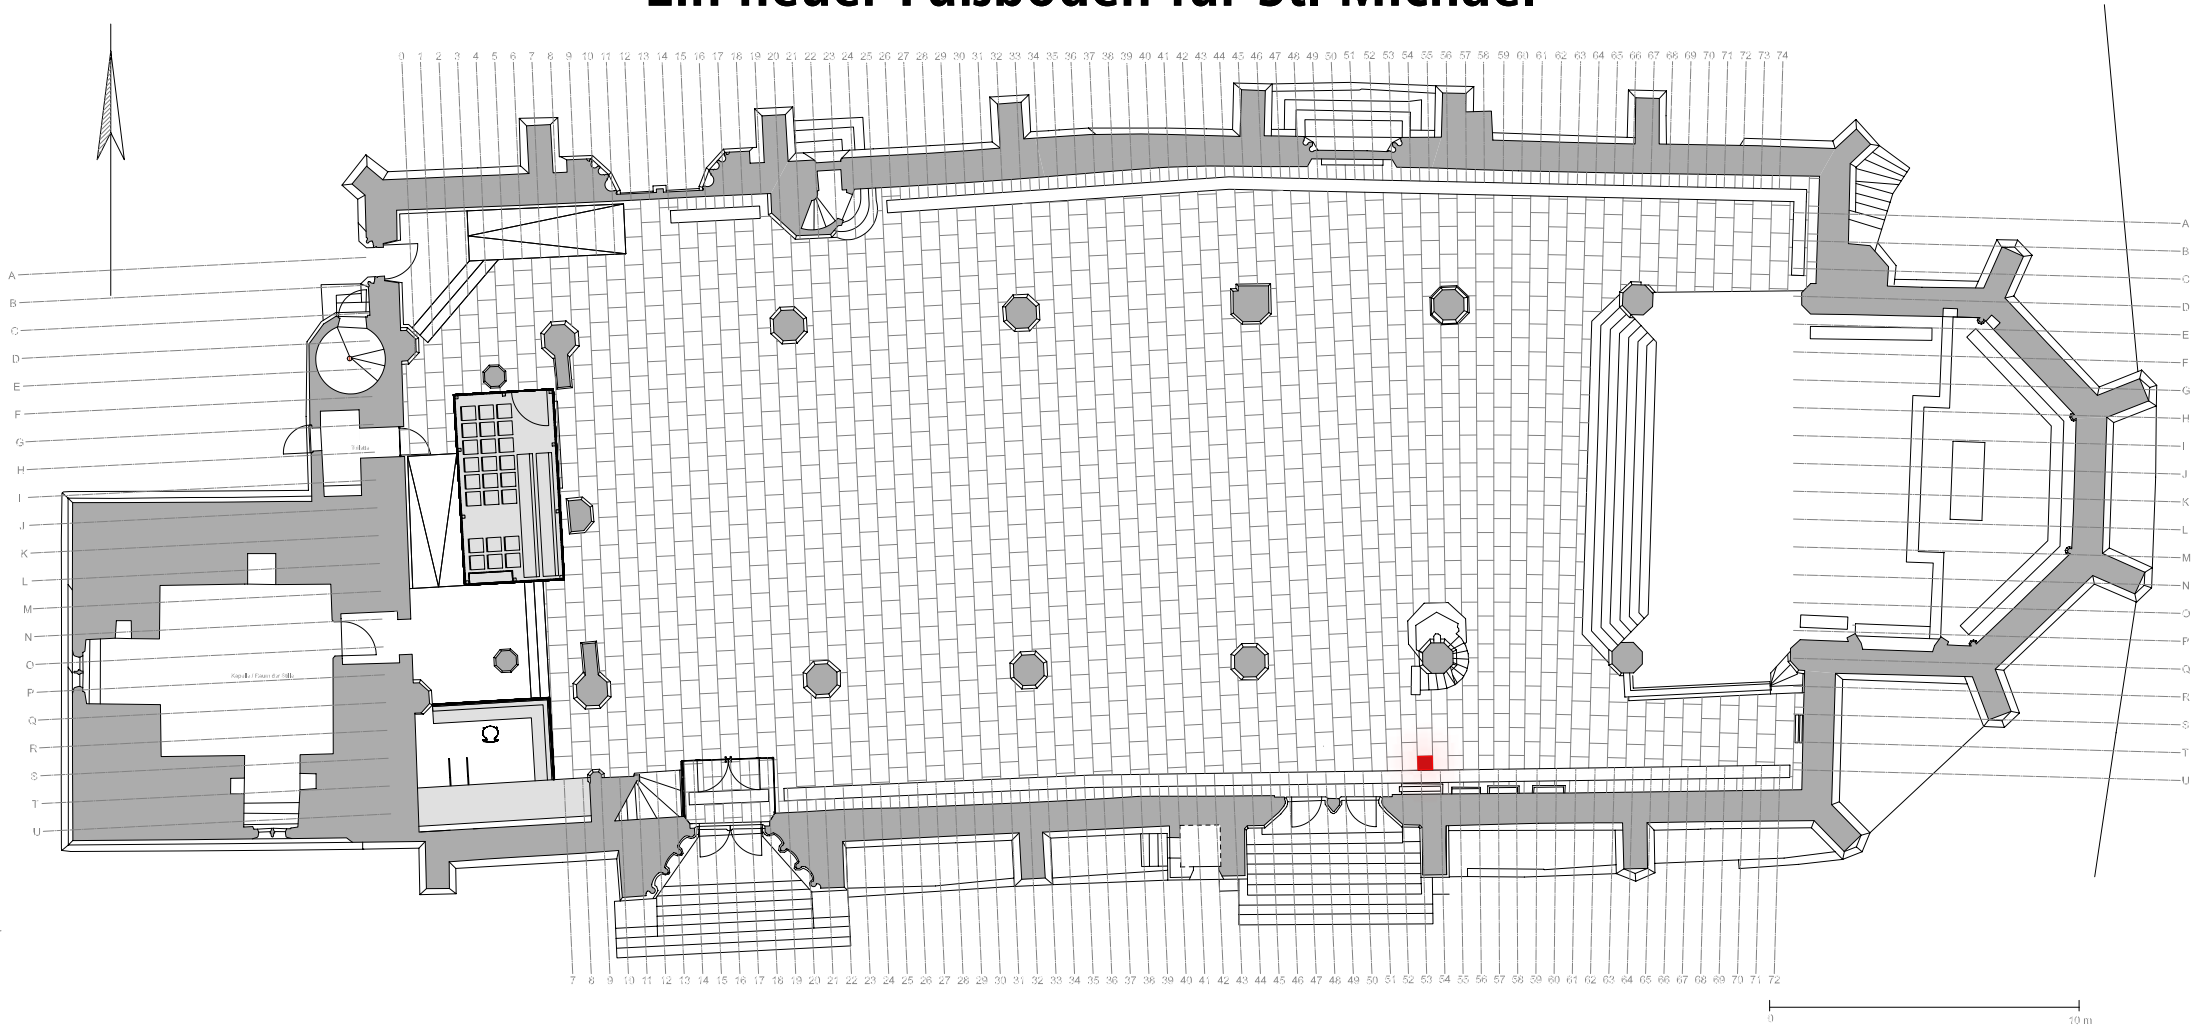 Ein neuer Fußboden für St. Michael
0 1 2 3 4 5 6 7 8 9 10 11 12 13 14 15 16 17 18 19 20 21 22 23 24 25 26 27 28 29 30 31 32 33 34 35 36 37 38 39 40 41 42 43 44 45 46 47 48 49 50 51 52 53 54 55 56 57 58 59 60 61 62 63 64 65 66 67 68 69 70 71 72 73 74
A
B
C
D
E
F
G
H
I
J
K
L
M
N
O
P
Q
R
S
T
U
A
B
C
D
E
F
G
H
I
J
K
L
M
N
O
P
Q
R
S
T
U
Kapelle / Raum der Stille
7 8 9 10 11 12 13 14 15 16 17 18 19 20 21 22 23 24 25 26 27 28 29 30 31 32 33 34 35 36 37 38 39 40 41 42 43 44 45 46 47 48 49 50 51 52 53 54 55 56 57 58 59 60 61 62 63 64 65 66 67 68 69 70 71 72
0 10 m